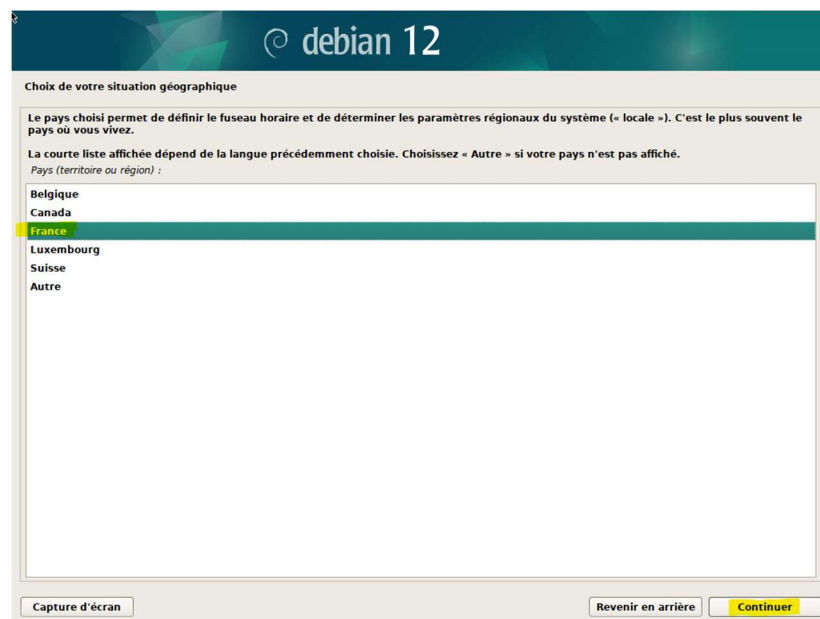 debian 12
Choix de votre situation géographique
Le pays choisi permet de définir le fuseau horaire et de déterminer les paramètres régionaux du système (« locale »). C'est le plus souvent le
pays où vous vivez.
La courte liste affichée dépend de la langue précédemment choisie. Choisissez « Autre » si votre pays n'est pas affiché.
Pays (territoire ou région) :
Belgique
Canada
France
Luxembourg
Suisse
Autre
Capture d'écran
Revenir en arrière
Continuer